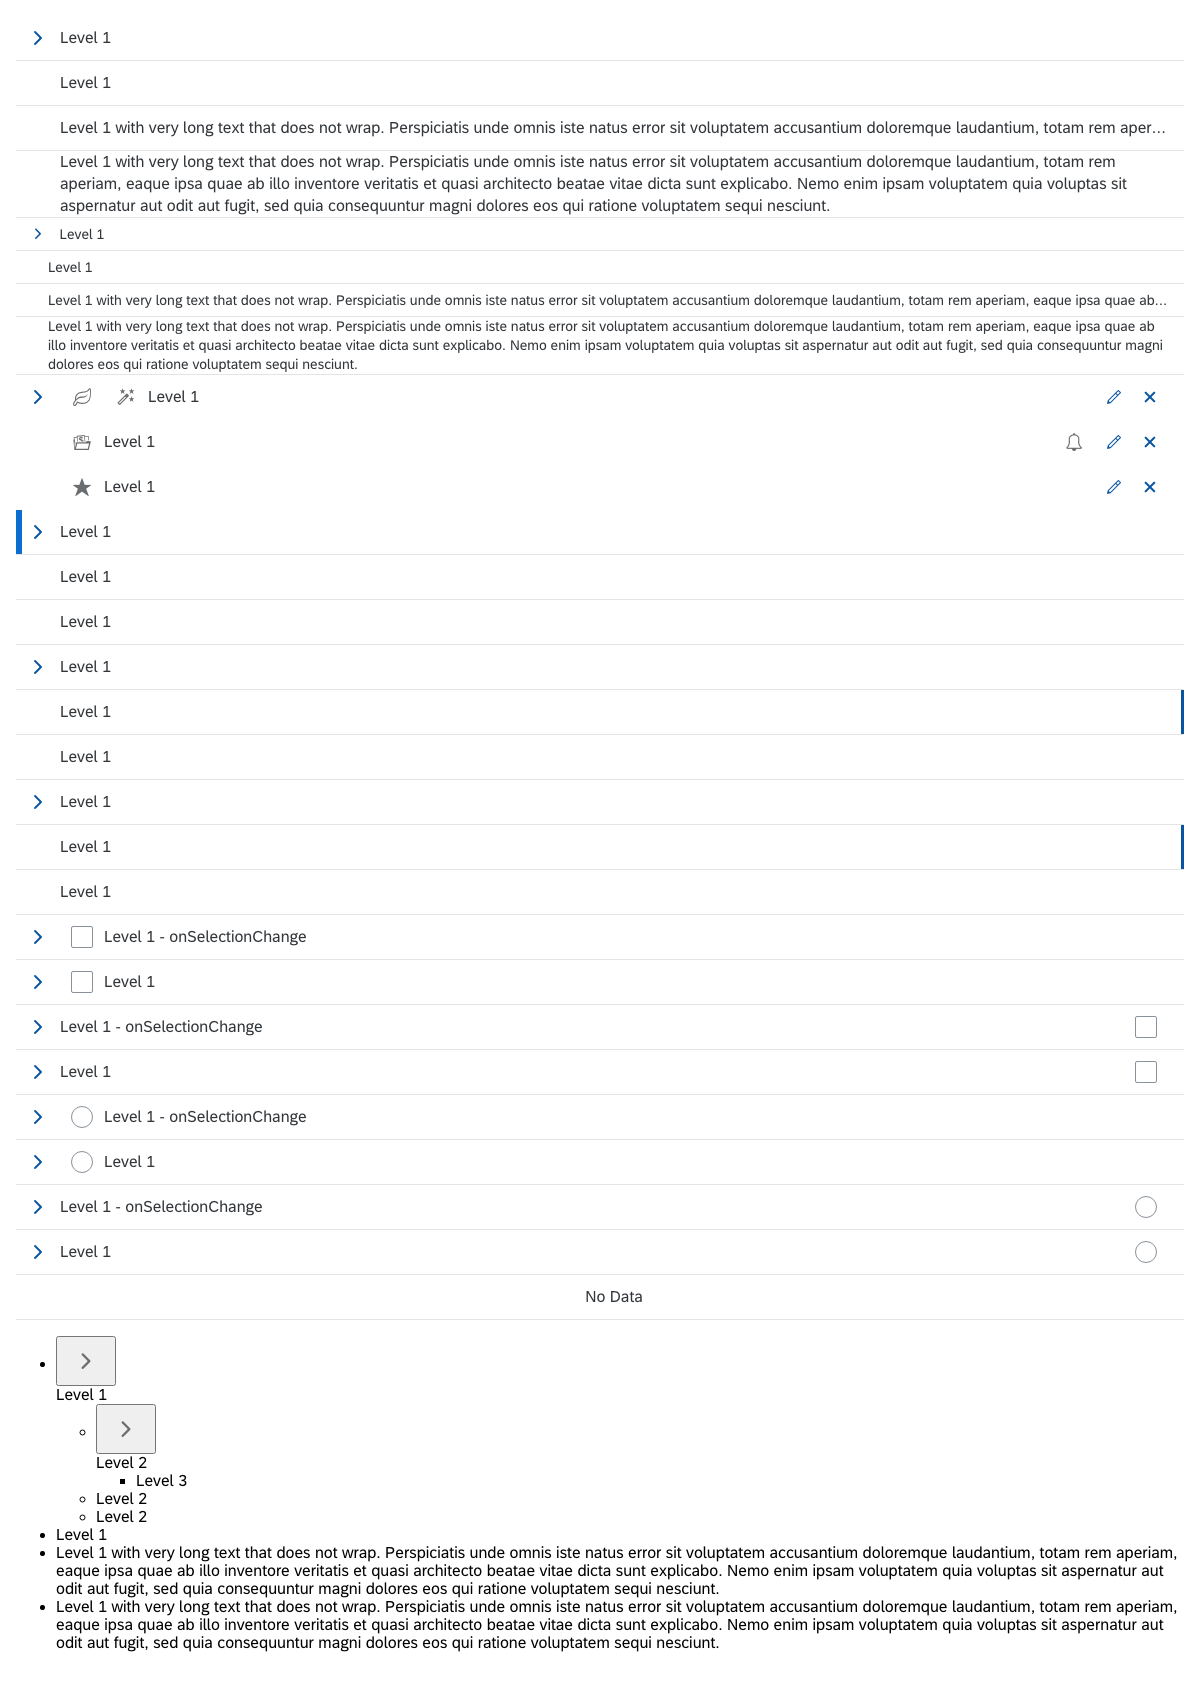 Level 1
Level 1
Level 1 with very long text that does not wrap. Perspiciatis unde omnis iste natus error sit voluptatem accusantium doloremque laudantium, totam rem aper...
Level 1 with very long text that does not wrap. Perspiciatis unde omnis iste natus error sit voluptatem accusantium doloremque laudantium, totam rem
aperiam, eaque ipsa quae ab illo inventore veritatis et quasi architecto beatae vitae dicta sunt explicabo. Nemo enim ipsam voluptatem quia voluptas sit
aspernatur aut odit aut fugit, sed quia consequuntur magni dolores eos qui ratione voluptatem sequi nesciunt.
Level 1
Level 1
Level 1 with very long text that does not wrap. Perspiciatis unde omnis iste natus error sit voluptatem accusantium doloremque laudantium, totam rem aperiam, eaque ipsa quae ab...
Level 1 with very long text that does not wrap. Perspiciatis unde omnis iste natus error sit voluptatem accusantium doloremque laudantium, totam rem aperiam, eaque ipsa quae ab
illo inventore veritatis et quasi architecto beatae vitae dicta sunt explicabo. Nemo enim ipsam voluptatem quia voluptas sit aspernatur aut odit aut fugit, sed quia consequuntur magni
dolores eos qui ratione voluptatem sequi nesciunt.
Level 1
Level 1
Level 1
Level 1
Level 1
Level 1
Level 1
Level 1
Level 1
Level 1
Level 1
Level 1
Level 1 - onSelectionChange
Level 1
Level 1 - onSelectionChange
Level 1
Level 1 - onSelectionChange
Level 1
Level 1 - onSelectionChange
Level 1
No Data
Level 1
Level 2
Level 3
Level 2
Level 2
Level 1
Level 1 with very long text that does not wrap. Perspiciatis unde omnis iste natus error sit voluptatem accusantium doloremque laudantium, totam rem aperiam,
eaque ipsa quae ab illo inventore veritatis et quasi architecto beatae vitae dicta sunt explicabo. Nemo enim ipsam voluptatem quia voluptas sit aspernatur aut
odit aut fugit, sed quia consequuntur magni dolores eos qui ratione voluptatem sequi nesciunt.
Level 1 with very long text that does not wrap. Perspiciatis unde omnis iste natus error sit voluptatem accusantium doloremque laudantium, totam rem aperiam,
eaque ipsa quae ab illo inventore veritatis et quasi architecto beatae vitae dicta sunt explicabo. Nemo enim ipsam voluptatem quia voluptas sit aspernatur aut
odit aut fugit, sed quia consequuntur magni dolores eos qui ratione voluptatem sequi nesciunt.